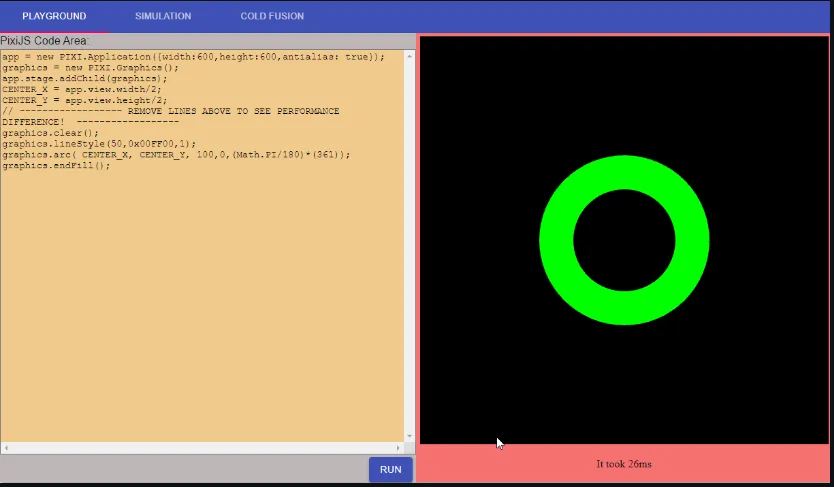 PLAYGROUND SIMULATION COLD FUSION
PixiJS Code Area:
app = new PIXI.Application({width:600,height:600,antialias: true});
graphics = new PIXI.Graphics();
app.stage.addChild(graphics);
CENTER_X = app.view.width/2;
CENTER_Y = app.view.height/2;
// ------------------ REMOVE LINES ABOVE TO SEE PERFORMANCE
DIFFERENCE!  ------------------
graphics.clear();
graphics.lineStyle(50,0x00FF00,1);
graphics.arc( CENTER_X, CENTER_Y, 100,0,(Math.PI/180)*(361));
graphics.endFill();
RUN
It took 26ms